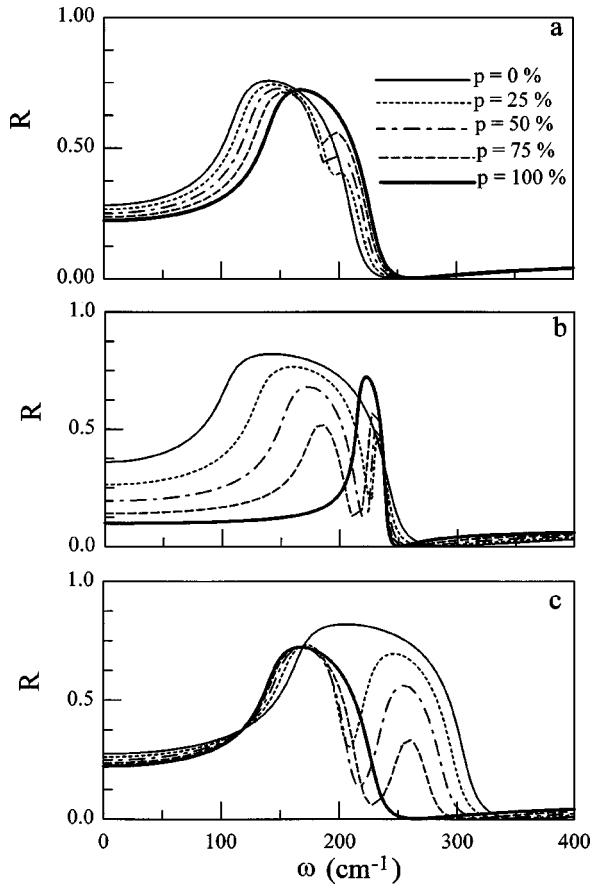 1.00
a
p = 0 %
p = 25 %
R
0.50
p = 50 %
p = 75 %
p = 100 %
0.00
1.0
b
R
0.5
0.0
1.0
c
R
0.5
0.0
0 100 200 300 400
ω (cm⁻¹)